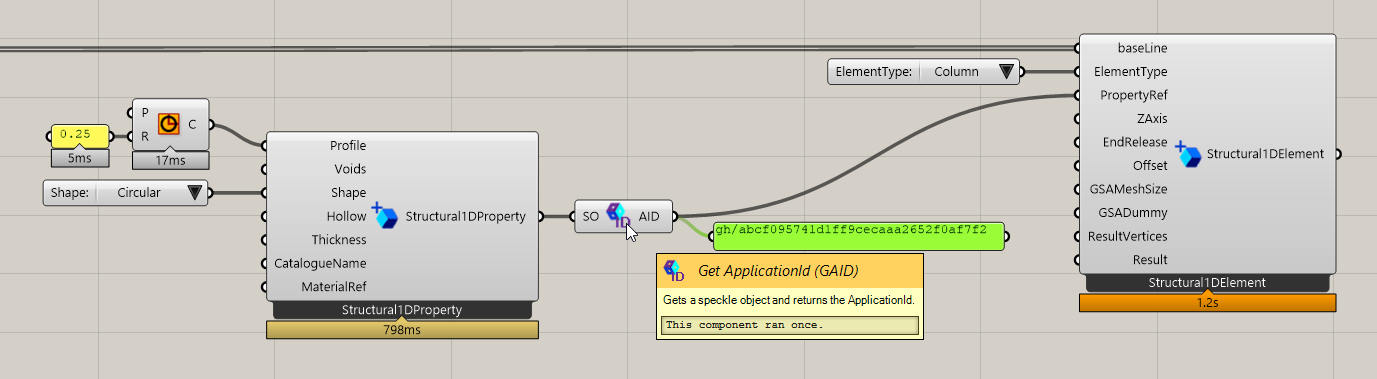 baseLine
ElementType: Column
ElementType
PropertyRef
ZAxis
EndRelease
Offset
GSAMeshSize
GSADummy
ResultVertices
Result
Structural1DElement
Structural1DElement
1.2s
0.25
5ms
P
R
C
17ms
Shape: Circular
Profile
Voids
Shape
Hollow
Thickness
CatalogueName
MaterialRef
Structural1DProperty
Structural1DProperty
798ms
SO ID AID
gh/abcf095741d1ff9cecaaa2652f0af7f2
ID Get ApplicationId (GAID)
Gets a speckle object and returns the ApplicationId.
This component ran once.